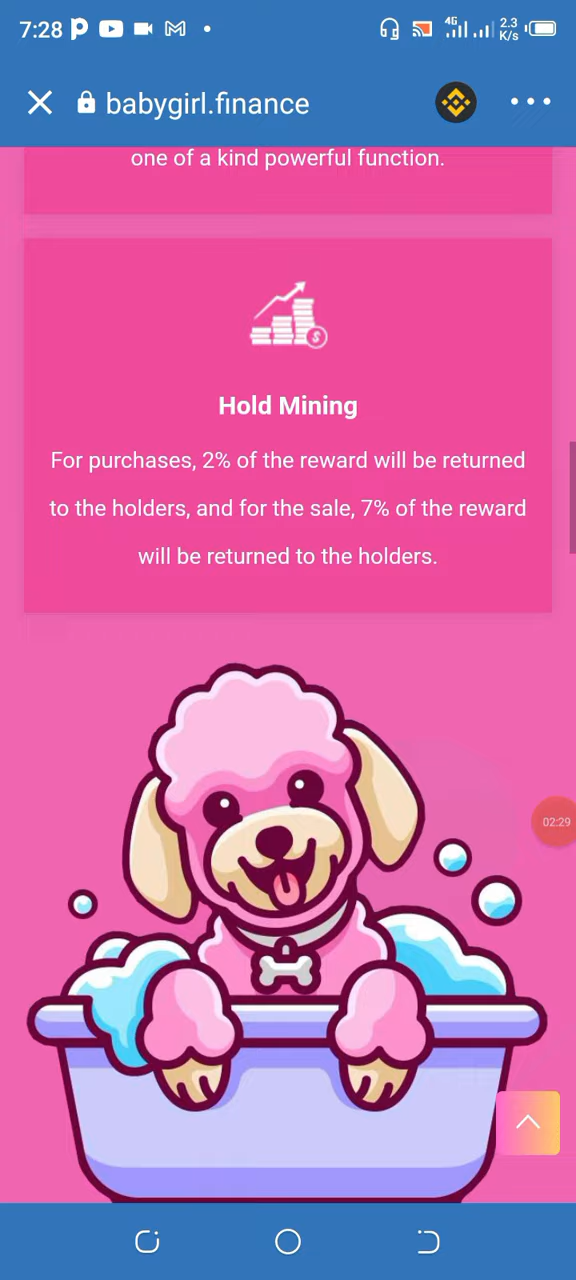 7:28
4G
2.3
K/s
babygirl.finance
one of a kind powerful function.
Hold Mining
For purchases, 2% of the reward will be returned
to the holders, and for the sale, 7% of the reward
will be returned to the holders.
02:29